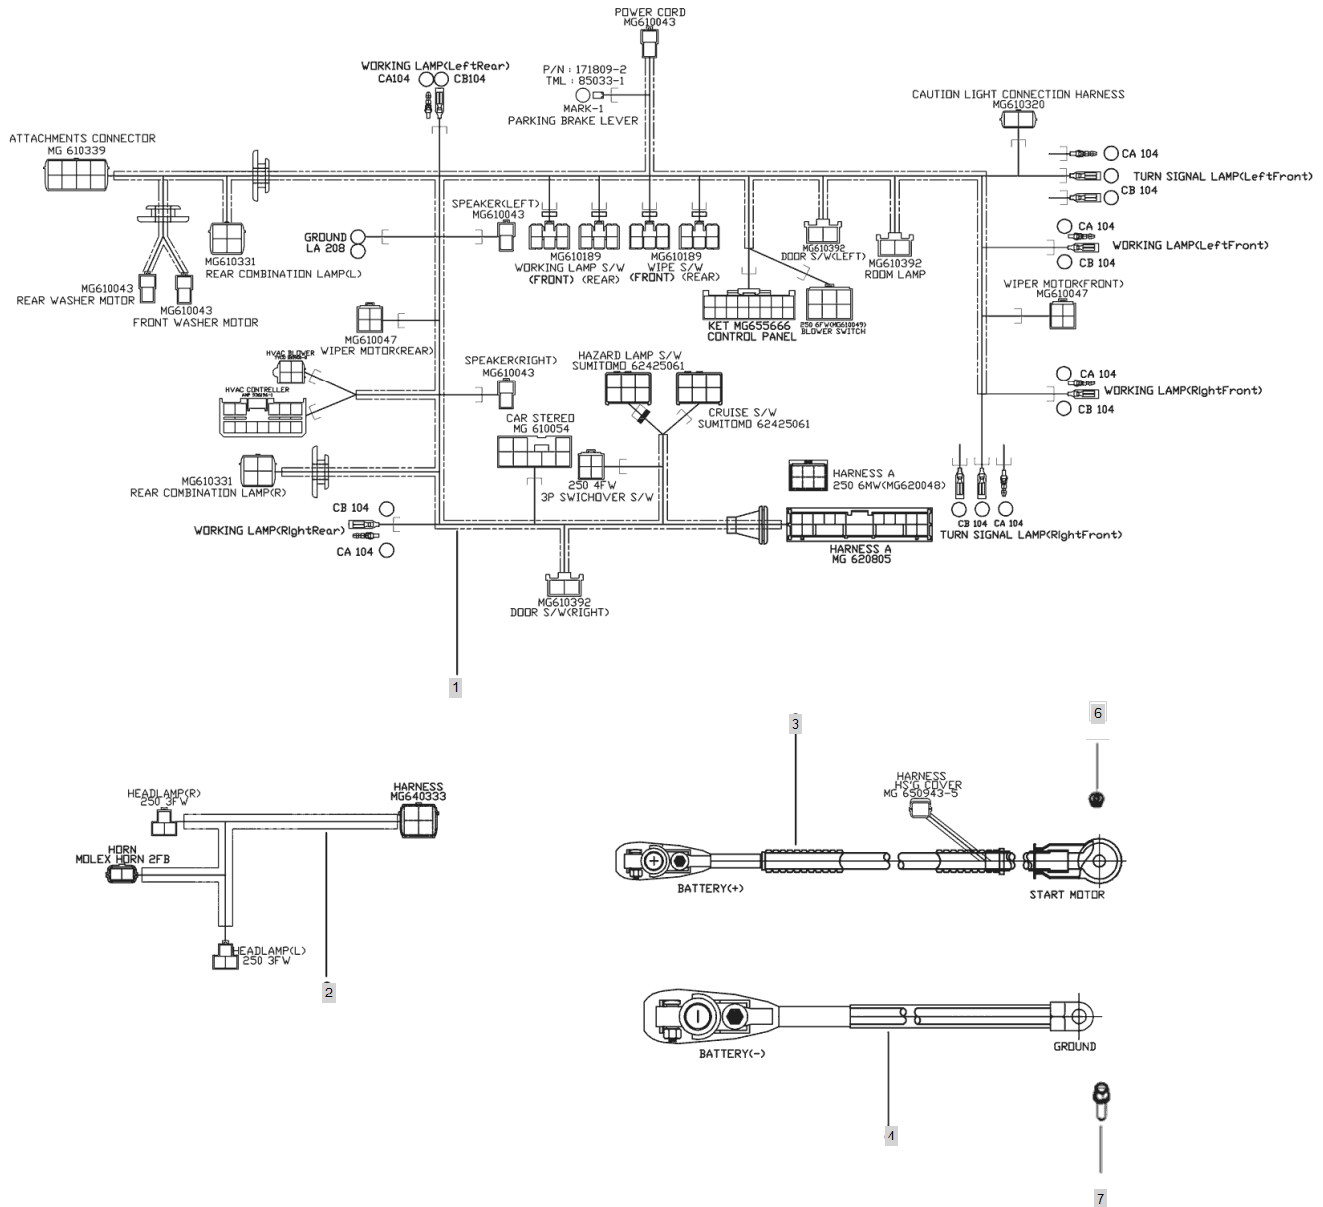 POWER CORD
MG610043
WORKING LAMP(LeftRear)
CA104
CB104
P/N : 171809-2
TML : 85033-1
MARK-1
PARKING BRAKE LEVER
CAUTION LIGHT CONNECTION HARNESS
MG610320
ATTACHMENTS CONNECTOR
MG 610339
CA 104
TURN SIGNAL LAMP(LeftFront)
CB 104
SPEAKER(LEFT)
MG610043
GROUND
LA 208
MG610331
REAR COMBINATION LAMP(L)
MG610043
REAR WASHER MOTOR
MG610043
FRONT WASHER MOTOR
MG610189
WORKING LAMP S/W
(FRONT) (REAR)
MG610189
WIPE S/W
(FRONT) (REAR)
MG610392
DOOR S/W(LEFT)
MG610392
ROOM LAMP
CA 104
WORKING LAMP(LeftFront)
CB 104
WIPER MOTOR(FRONT)
MG610047
KET MG655666
CONTROL PANEL
250 6FW(MG610049)
BLOWER SWITCH
MG610047
WIPER MOTOR(REAR)
HVAC BLOWER
HVAC CONTRELLER
SPEAKER(RIGHT)
MG610043
HAZARD LAMP S/W
SUMITOMO 62425061
CRUISE S/W
SUMITOMO 62425061
CA 104
WORKING LAMP(RightFront)
CB 104
CAR STEREO
MG 610054
MG610331
REAR COMBINATION LAMP(R)
250 4FW
3P SWICHOVER S/W
HARNESS A
250 6MW(MG620048)
CB 104
WORKING LAMP(RightRear)
CA 104
HARNESS A
MG 620805
CB 104
CA 104
TURN SIGNAL LAMP(RightFront)
MG610392
DOOR S/W(RIGHT)
1
3
6
HEADLAMP(R)
250 3FW
HARNESS
MG640333
HORN
MOLEX HORN 2FB
HEADLAMP(L)
250 3FW
2
HARNESS
HS'G COVER
MG 650943-5
BATTERY(+)
START MOTOR
BATTERY(-)
GROUND
4
7